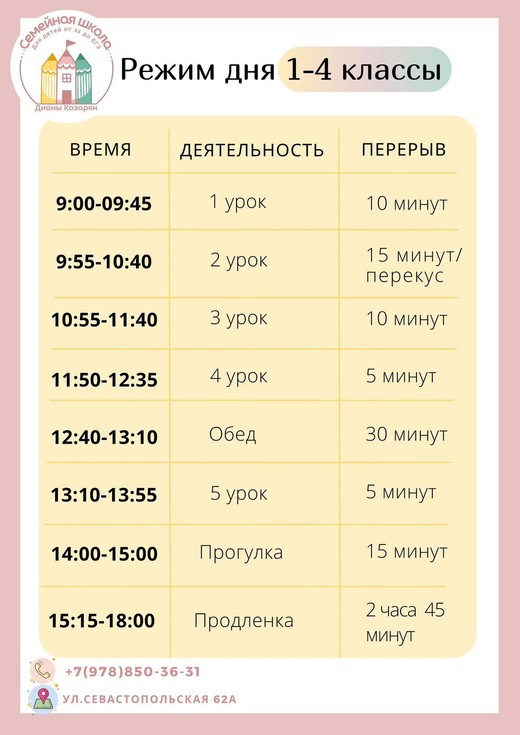 Семейная школа
для детей от 3х до ЕГЭ
Дианы Казарян
Режим дня 1-4 классы
ВРЕМЯ ДЕЯТЕЛЬНОСТЬ ПЕРЕРЫВ
9:00-09:45 1 урок 10 минут
9:55-10:40 2 урок 15 минут/
перекус
10:55-11:40 3 урок 10 минут
11:50-12:35 4 урок 5 минут
12:40-13:10 Обед 30 минут
13:10-13:55 5 урок 5 минут
14:00-15:00 Прогулка 15 минут
15:15-18:00 Продленка 2 часа 45
минут
+7(978)850-36-31
УЛ.СЕВАСТОПОЛЬСКАЯ 62А